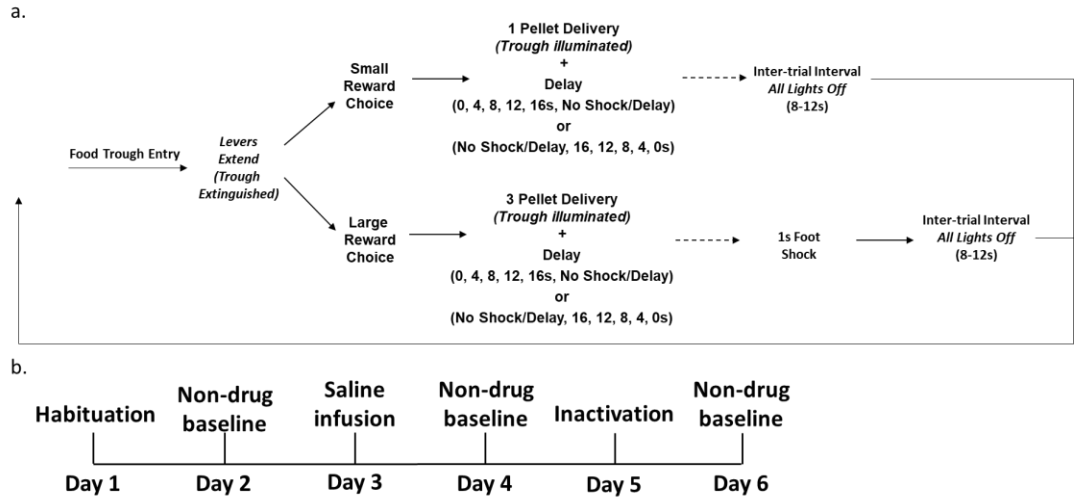 a.
Food Trough Entry
Levers
Extend
(Trough
Extinguished)
Small
Reward
Choice
1 Pellet Delivery
(Trough illuminated)
+
Delay
(0, 4, 8, 12, 16s, No Shock/Delay)
or
(No Shock/Delay, 16, 12, 8, 4, 0s)
Inter-trial Interval
All Lights Off
(8-12s)
Large
Reward
Choice
3 Pellet Delivery
(Trough illuminated)
+
Delay
(0, 4, 8, 12, 16s, No Shock/Delay)
or
(No Shock/Delay, 16, 12, 8, 4, 0s)
1s Foot
Shock
Inter-trial Interval
All Lights Off
(8-12s)
b.
Habituation
Non-drug
baseline
Saline
infusion
Non-drug
baseline
Inactivation
Non-drug
baseline
Day 1
Day 2
Day 3
Day 4
Day 5
Day 6